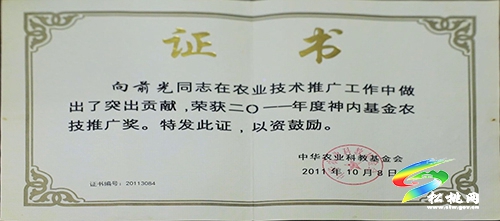 证书
向前光同志在农业技术推广工作中做
出了突出贡献，荣获二○一一年度神内基金农
技推广奖。特发此证，以资鼓励。
中华农业科教基金会
2011年10月8日
证书编号：20113084
松桃网